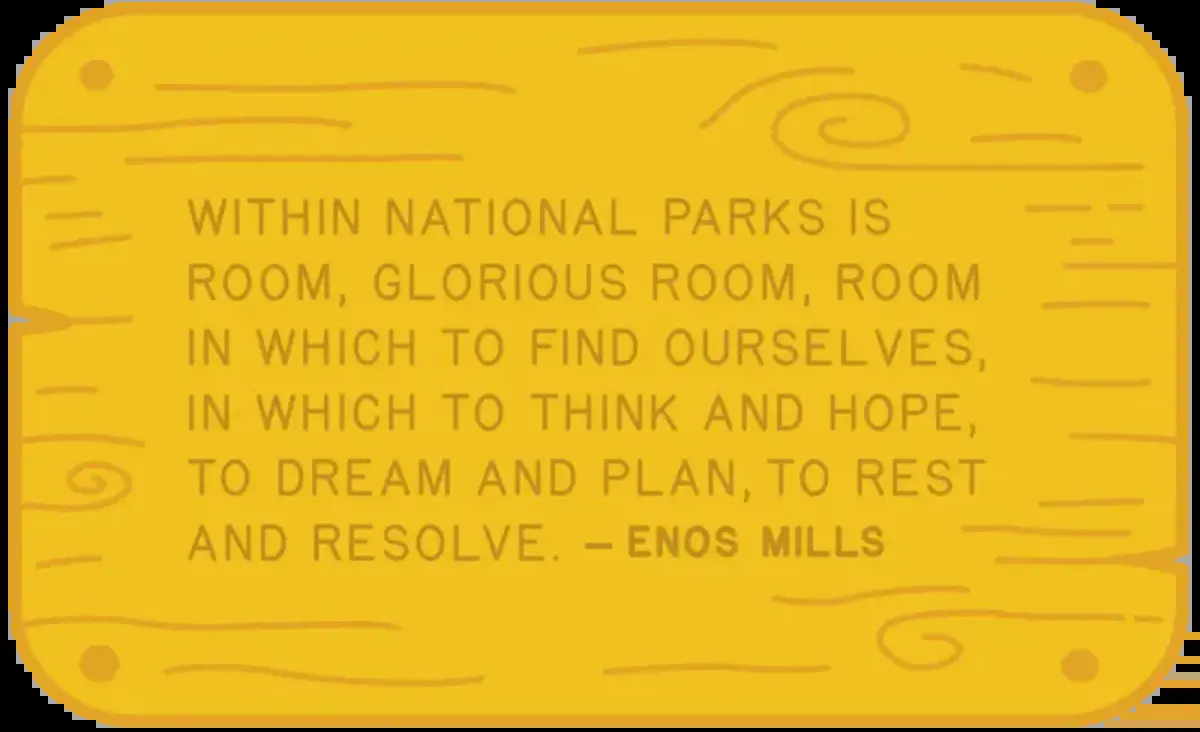 WITHIN NATIONAL PARKS IS
ROOM, GLORIOUS ROOM, ROOM
IN WHICH TO FIND OURSELVES,
IN WHICH TO THINK AND HOPE,
TO DREAM AND PLAN, TO REST
AND RESOLVE. – ENOS MILLS